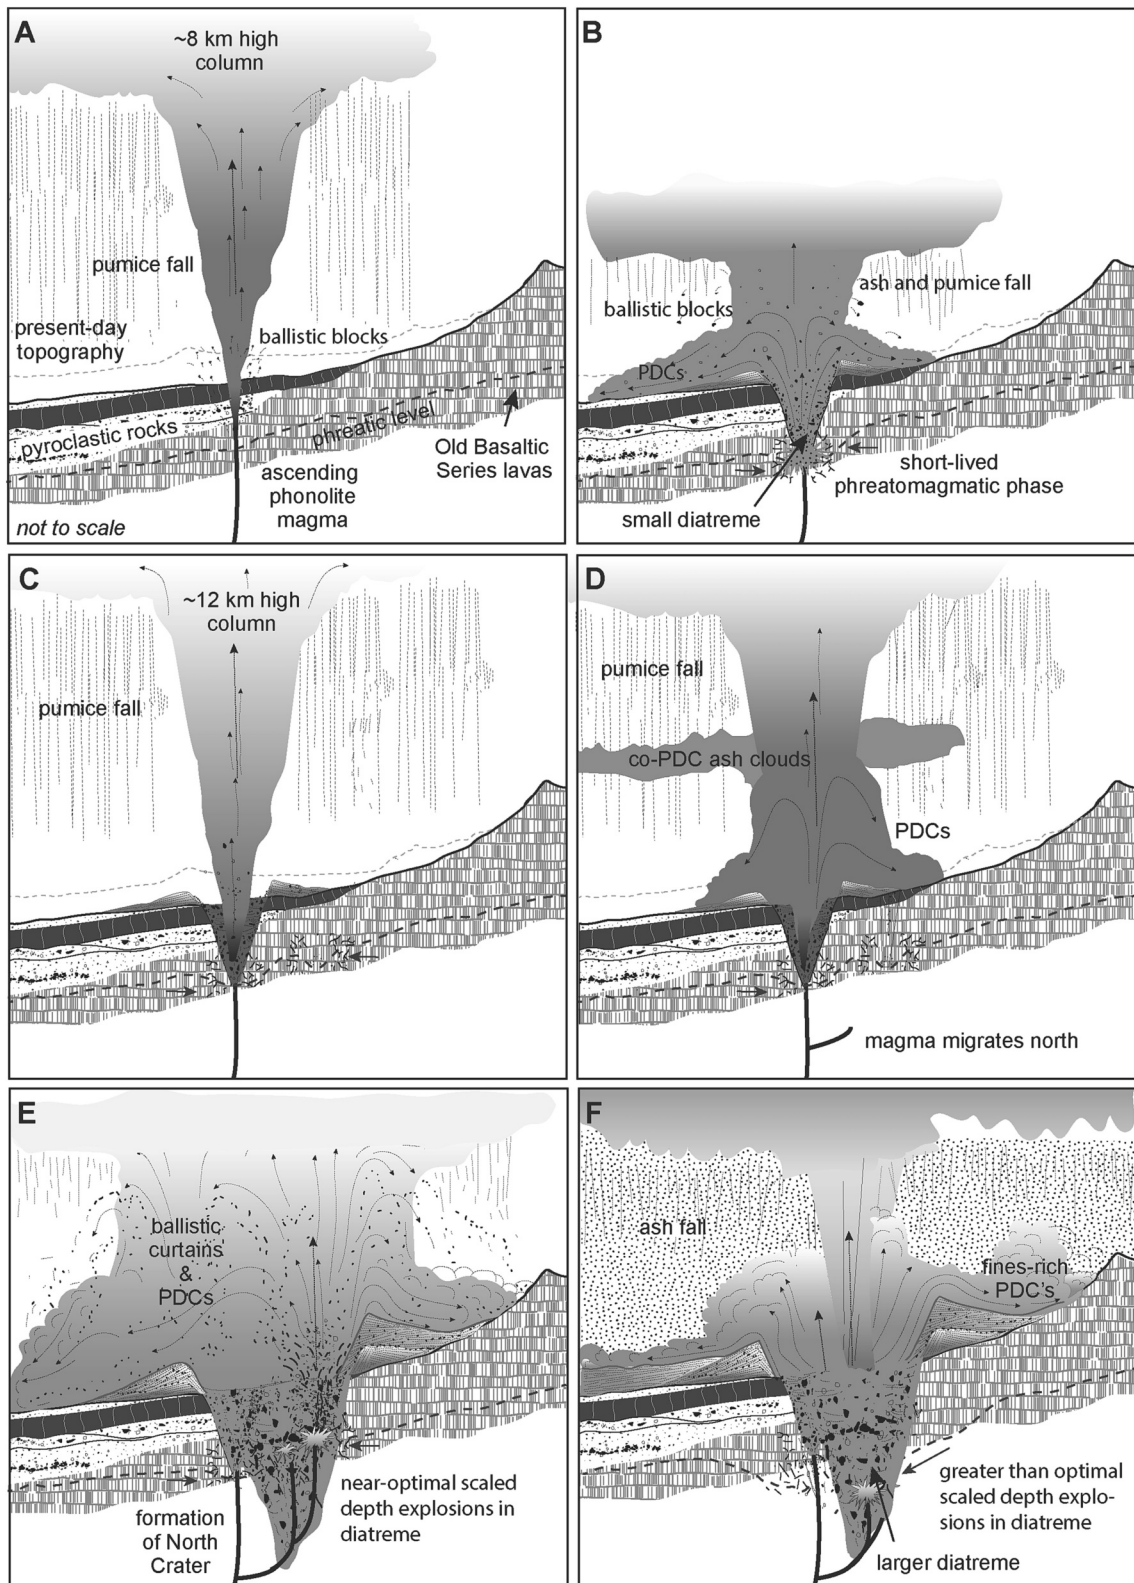 A
~8 km high
column
pumice fall
present-day
topography
ballistic blocks
pyroclastic rocks
phreatic level
Old Basaltic
Series lavas
ascending
phonolite
magma
not to scale
B
ash and pumice fall
ballistic blocks
PDCs
short-lived
phreatomagmatic phase
small diatreme
C
~12 km high
column
pumice fall
D
pumice fall
co-PDC ash clouds
PDCs
magma migrates north
E
ballistic
curtains
&
PDCs
near-optimal scaled
depth explosions in
diatreme
formation
of North
Crater
F
ash fall
fines-rich
PDC's
greater than optimal
scaled depth explo-
sions in diatreme
larger diatreme